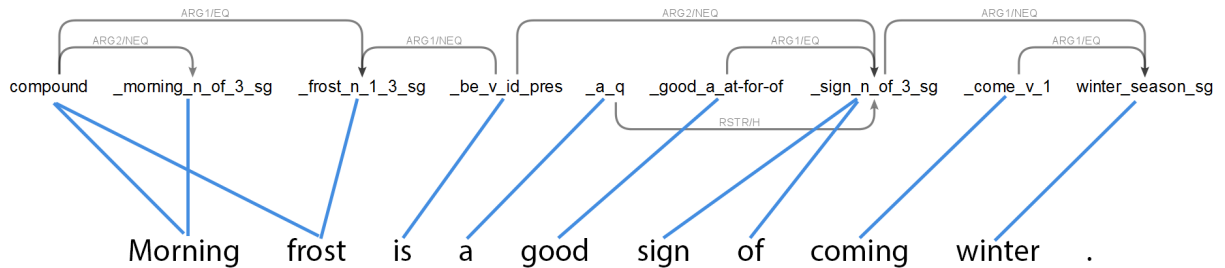 ARG1/EQ ARG2/NEQ ARG1/NEQ
ARG2/NEQ ARG1/NEQ ARG1/EQ ARG1/EQ
compound _morning_n_of_3_sg _frost_n_1_3_sg _be_v_id_pres _a_q _good_a_at-for-of _sign_n_of_3_sg _come_v_1 winter_season_sg
RSTR/H
Morning frost is a good sign of coming winter .